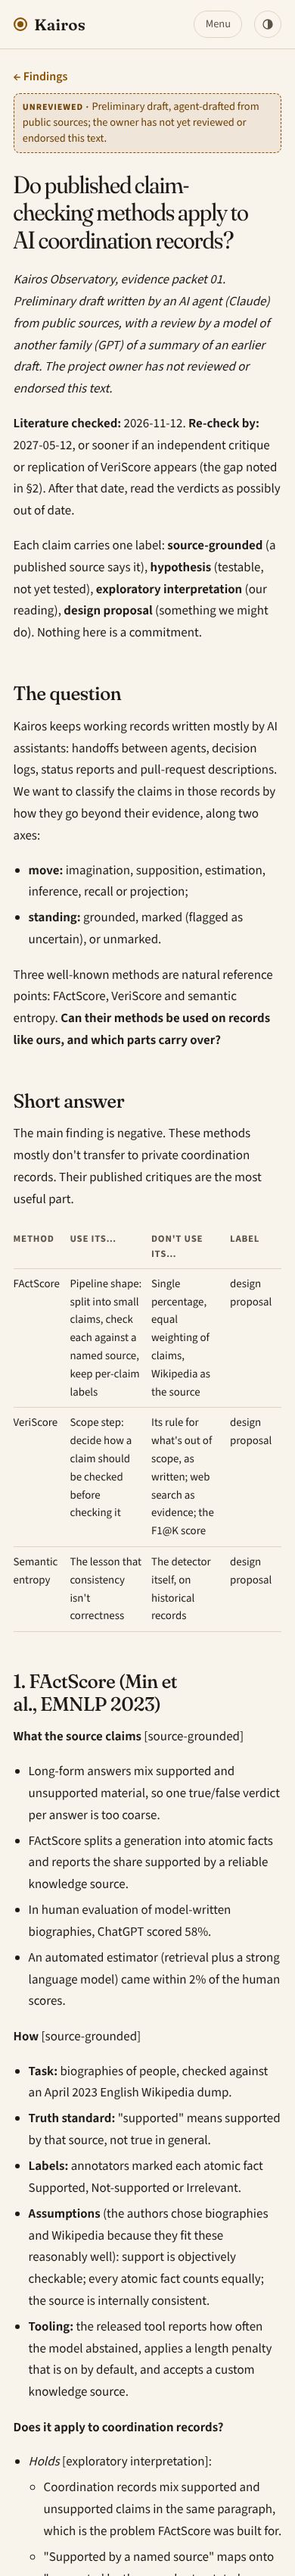 Kairos
Menu
← Findings
UNREVIEWED · Preliminary draft, agent-drafted from
public sources; the owner has not yet reviewed or
endorsed this text.
Do published claim-
checking methods apply to
AI coordination records?
Kairos Observatory, evidence packet 01.
Preliminary draft written by an AI agent (Claude)
from public sources, with a review by a model of
another family (GPT) of a summary of an earlier
draft. The project owner has not reviewed or
endorsed this text.
Literature checked: 2026-11-12. Re-check by:
2027-05-12, or sooner if an independent critique
or replication of VeriScore appears (the gap noted
in §2). After that date, read the verdicts as possibly
out of date.
Each claim carries one label: source-grounded (a
published source says it), hypothesis (testable,
not yet tested), exploratory interpretation (our
reading), design proposal (something we might
do). Nothing here is a commitment.
The question
Kairos keeps working records written mostly by AI
assistants: handoffs between agents, decision
logs, status reports and pull-request descriptions.
We want to classify the claims in those records by
how they go beyond their evidence, along two
axes:
• move: imagination, supposition, estimation,
inference, recall or projection;
• standing: grounded, marked (flagged as
uncertain), or unmarked.
Three well-known methods are natural reference
points: FActScore, VeriScore and semantic
entropy. Can their methods be used on records
like ours, and which parts carry over?
Short answer
The main finding is negative. These methods
mostly don't transfer to private coordination
records. Their published critiques are the most
useful part.
METHOD USE ITS… DON'T USE ITS… LABEL
FActScore
Pipeline shape:
split into small
claims, check
each against a
named source,
keep per-claim
labels
Single
percentage,
equal
weighting of
claims,
Wikipedia as
the source
design
proposal
VeriScore
Scope step:
decide how a
claim should
be checked
before
checking it
Its rule for
what's out of
scope, as
written; web
search as
evidence; the
F1@K score
design
proposal
Semantic
entropy
The lesson that
consistency
isn't
correctness
The detector
itself, on
historical
records
design
proposal
1. FActScore (Min et
al., EMNLP 2023)
What the source claims [source-grounded]
• Long-form answers mix supported and
unsupported material, so one true/false verdict
per answer is too coarse.
• FActScore splits a generation into atomic facts
and reports the share supported by a reliable
knowledge source.
• In human evaluation of model-written
biographies, ChatGPT scored 58%.
• An automated estimator (retrieval plus a strong
language model) came within 2% of the human
scores.
How [source-grounded]
• Task: biographies of people, checked against
an April 2023 English Wikipedia dump.
• Truth standard: "supported" means supported
by that source, not true in general.
• Labels: annotators marked each atomic fact
Supported, Not-supported or Irrelevant.
• Assumptions (the authors chose biographies
and Wikipedia because they fit these
reasonably well): support is objectively
checkable; every atomic fact counts equally;
the source is internally consistent.
• Tooling: the released tool reports how often
the model abstained, applies a length penalty
that is on by default, and accepts a custom
knowledge source.
Does it apply to coordination records?
• Holds [exploratory interpretation]:
◦ Coordination records mix supported and
unsupported claims in the same paragraph,
which is the problem FActScore was built for.
◦ "Supported by a named source" maps onto